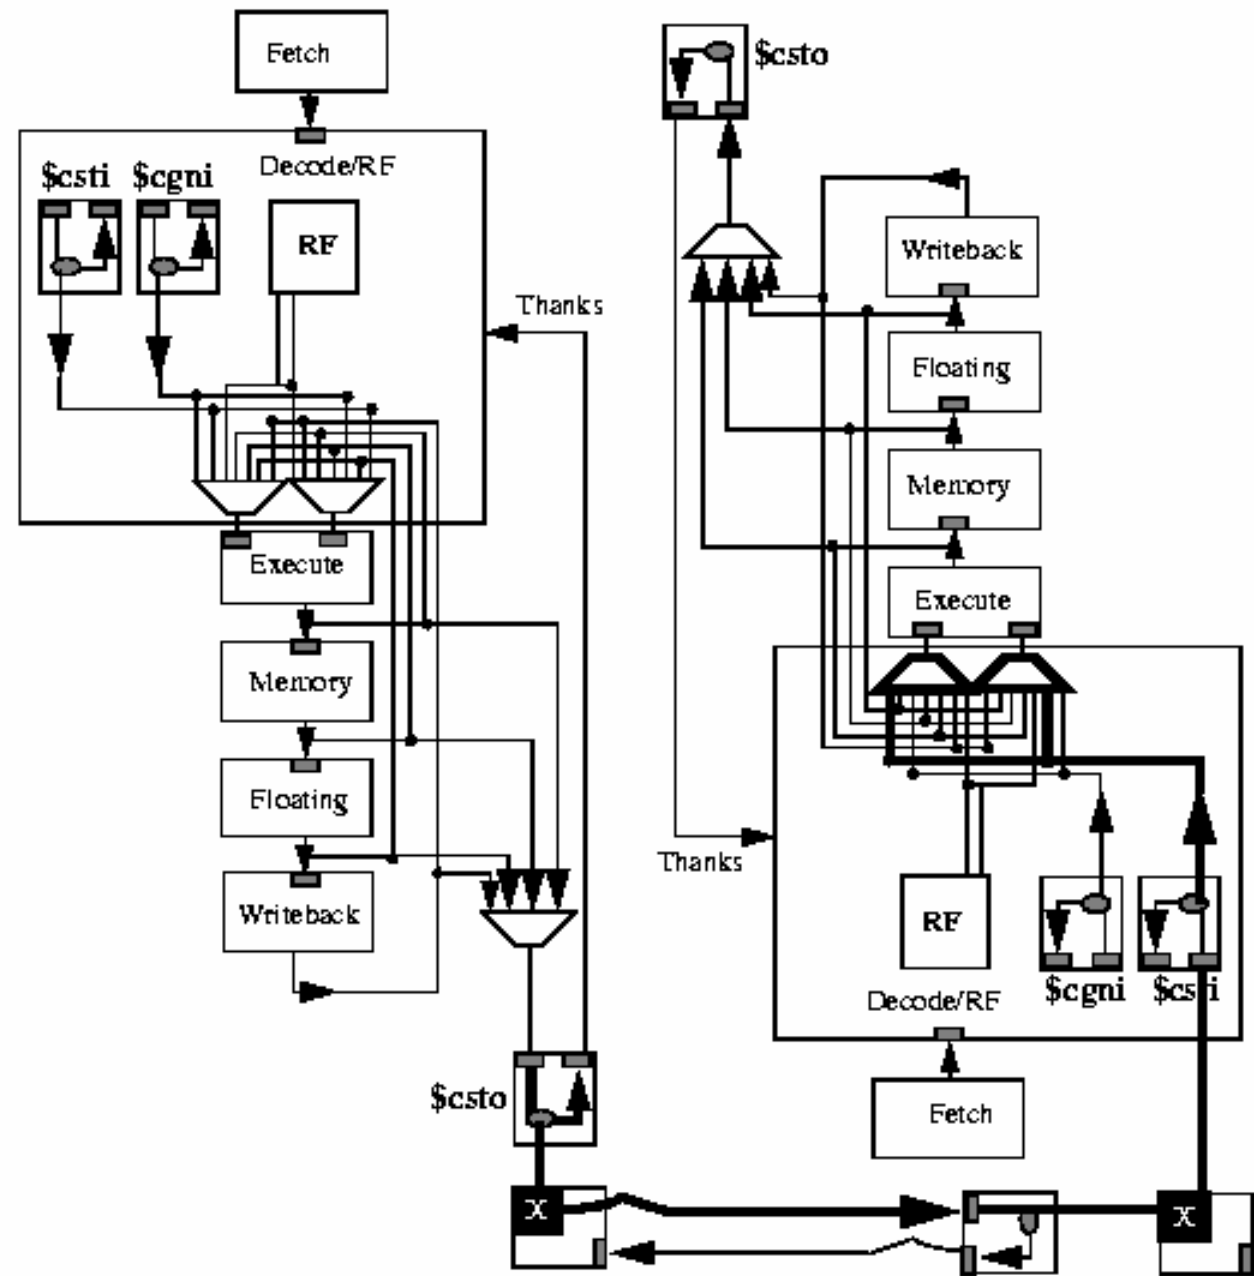 Fetch
Decode/RF
$csti
$cgni
RF
Thanks
Execute
Memory
Floating
Writeback
$csto
X
$csto
Writeback
Floating
Memory
Execute
Thanks
RF
$cgni
$csti
Decode/RF
Fetch
X